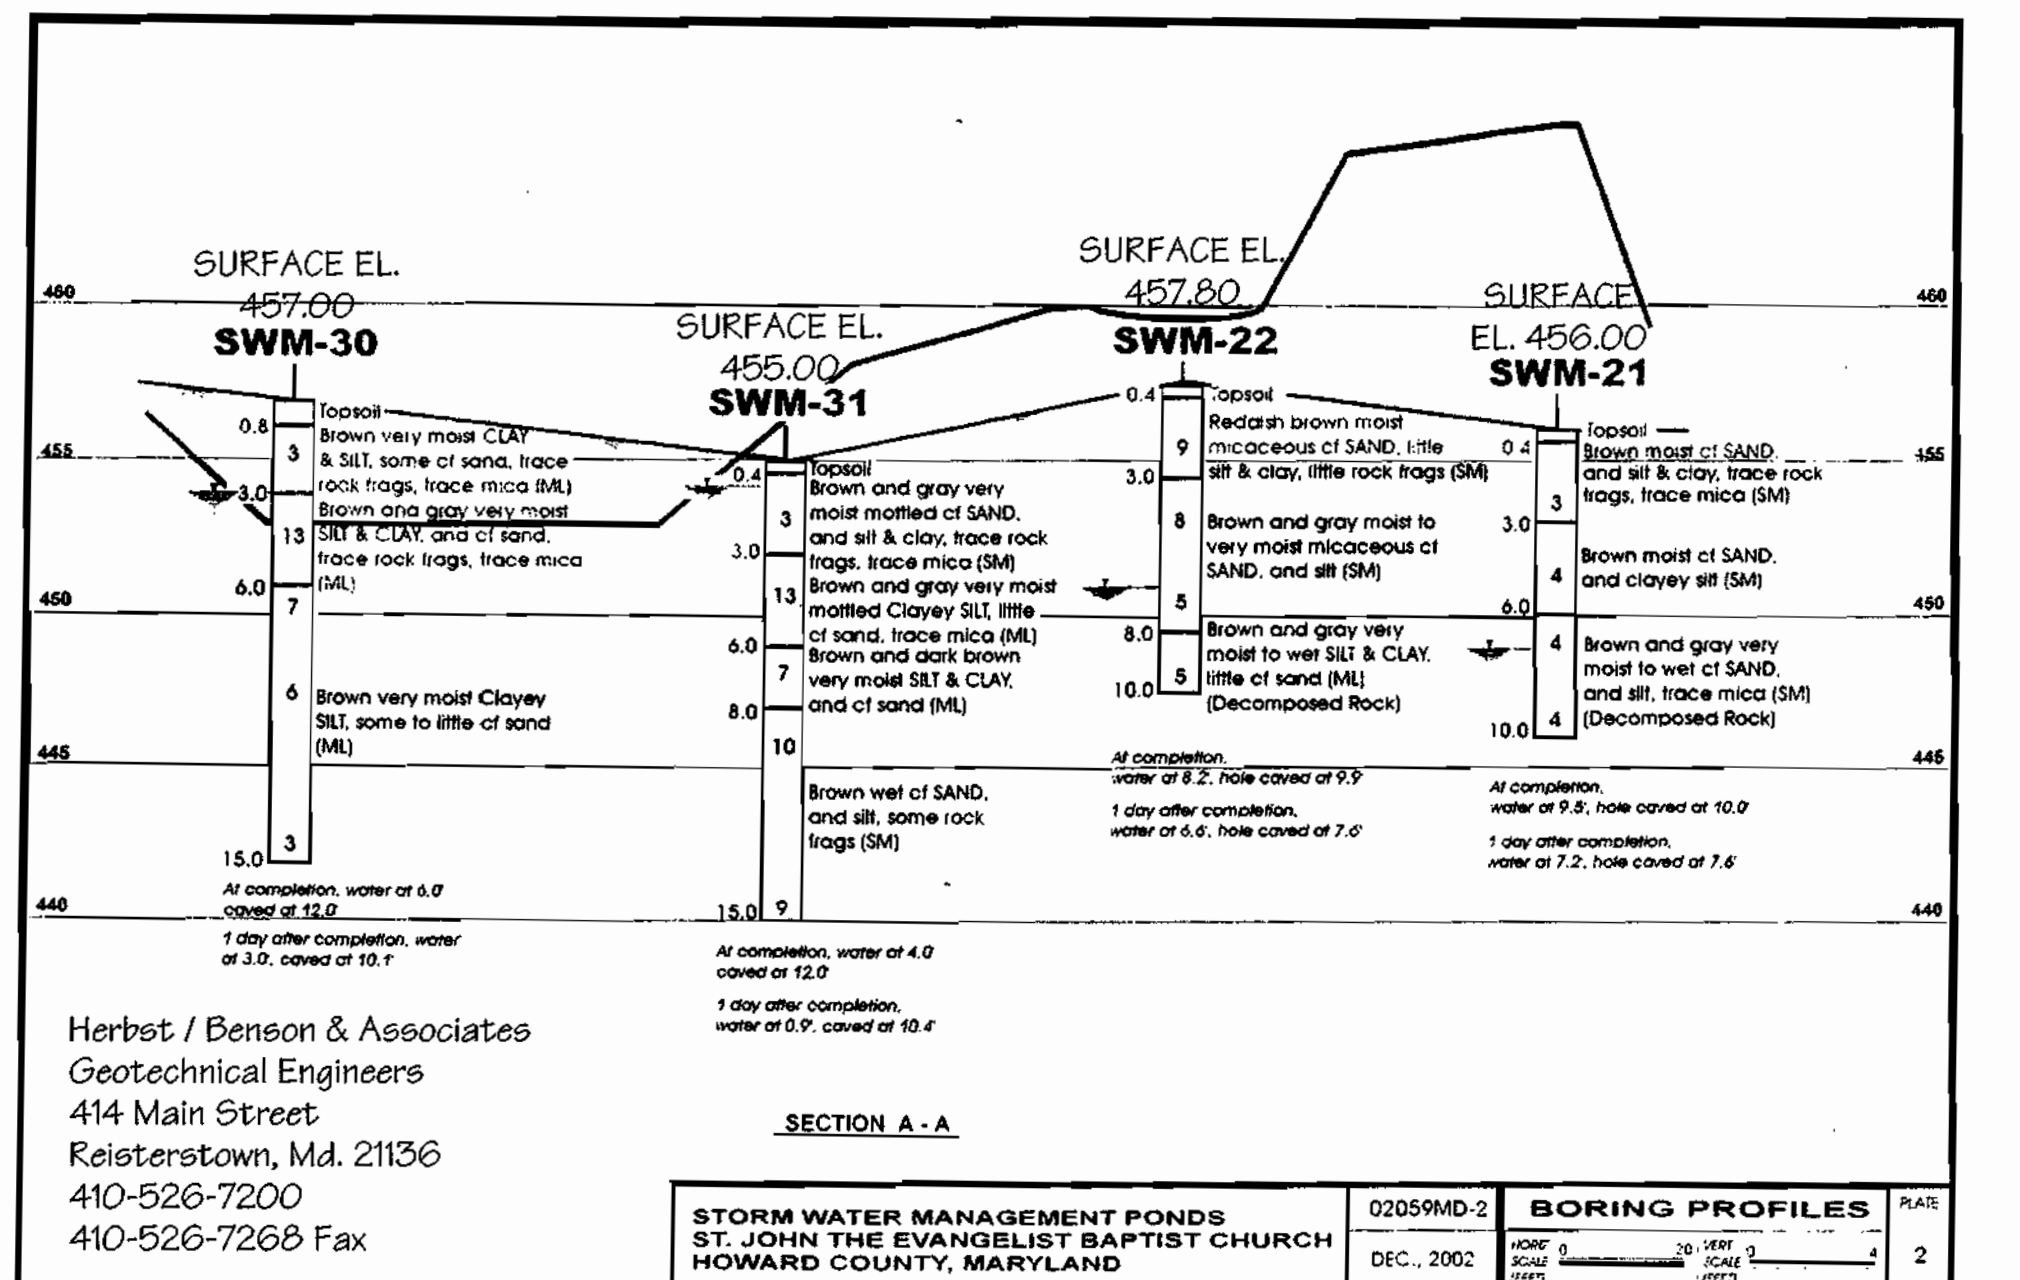 SURFACE EL.
457.00
SWM-30
SURFACE EL.
455.00
SWM-31
SURFACE EL.
457.80
SWM-22
SURFACE
EL. 456.00
SWM-21
460
460
455
455
450
450
445
445
440
440
Topsoil
0.8
Brown very moist CLAY
& SILT, some cf sand, trace
rock frags, trace mica (ML)
3
3.0
Brown and gray very moist
SILT & CLAY, and cf sand,
trace rock frags, trace mica
(ML)
13
6.0
7
6
Brown very moist Clayey
SILT, some to little cf sand
(ML)
3
15.0
At completion, water at 6.0'
caved at 12.0'
1 day after completion, water
at 3.0', caved at 10.1'
Topsoil
0.4
Brown and gray very
moist mottled cf SAND,
and silt & clay, trace rock
frags, trace mica (SM)
3
3.0
Brown and gray very moist
mottled Clayey SILT, little
cf sand, trace mica (ML)
13
6.0
Brown and dark brown
very moist SILT & CLAY,
and cf sand (ML)
7
8.0
10
Brown wet cf SAND,
and silt, some rock
frags (SM)
15.0
9
At completion, water at 4.0'
caved at 12.0'
1 day after completion,
water at 0.9', caved at 10.4'
0.4
Topsoil
Reddish brown moist
micaceous cf SAND, little
silt & clay, little rock frags (SM)
9
3.0
8
Brown and gray moist to
very moist micaceous cf
SAND, and silt (SM)
5
8.0
Brown and gray very
moist to wet SILT & CLAY,
little cf sand (ML)
(Decomposed Rock)
5
10.0
At completion,
water at 8.2', hole caved at 9.9'
1 day after completion,
water at 6.6', hole caved at 7.6'
Topsoil
0.4
Brown moist cf SAND,
and silt & clay, trace rock
frags, trace mica (SM)
3
3.0
Brown moist cf SAND,
and clayey silt (SM)
4
6.0
4
Brown and gray very
moist to wet cf SAND,
and silt, trace mica (SM)
(Decomposed Rock)
4
10.0
At completion,
water at 9.5', hole caved at 10.0'
1 day after completion,
water at 7.2', hole caved at 7.6'
Herbst / Benson & Associates
Geotechnical Engineers
414 Main Street
Reisterstown, Md. 21136
410-526-7200
410-526-7268 Fax
SECTION A - A
STORM WATER MANAGEMENT PONDS
ST. JOHN THE EVANGELIST BAPTIST CHURCH
HOWARD COUNTY, MARYLAND
02059MD-2
DEC., 2002
BORING PROFILES
0 20
VERT
SCALE
0 4
PLATE
2